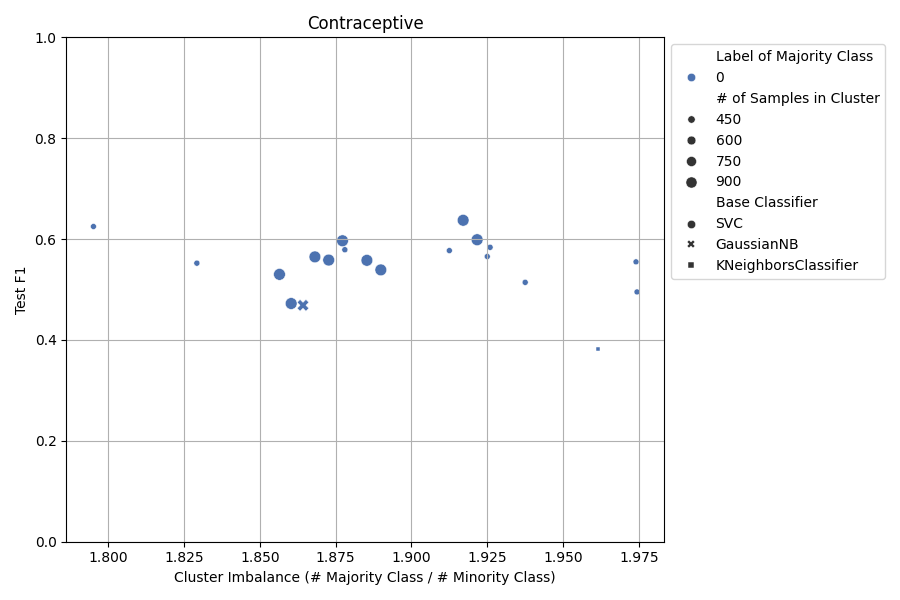 Contraceptive
1.0
0.8
0.6
0.4
0.2
0.0
Test F1
1.800
1.825
1.850
1.875
1.900
1.925
1.950
1.975
Cluster Imbalance (# Majority Class / # Minority Class)
Label of Majority Class
0
# of Samples in Cluster
450
600
750
900
Base Classifier
SVC
GaussianNB
KNeighborsClassifier